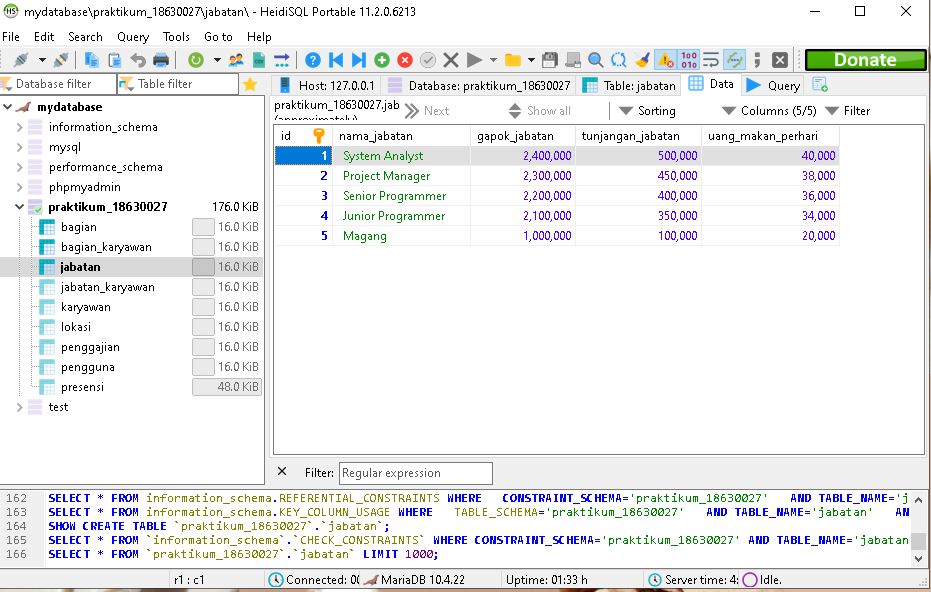 mydatabase\praktikum_18630027\jabatan\ - HeidiSQL Portable 11.2.0.6213
File Edit Search Query Tools Go to Help
Donate
Database filter Table filter
Host: 127.0.0.1 Database: praktikum_18630027 Table: jabatan Data Query
praktikum_18630027.jab Next Show all Sorting Columns (5/5) Filter
(approximately)
mydatabase
information_schema
mysql
performance_schema
phpmyadmin
praktikum_18630027 176.0 KiB
bagian 16.0 KiB
bagian_karyawan 16.0 KiB
jabatan 16.0 KiB
jabatan_karyawan 16.0 KiB
karyawan 16.0 KiB
lokasi 16.0 KiB
penggajian 16.0 KiB
pengguna 16.0 KiB
presensi 48.0 KiB
test
id nama_jabatan gapok_jabatan tunjangan_jabatan uang_makan_perhari
1 System Analyst 2,400,000 500,000 40,000
2 Project Manager 2,300,000 450,000 38,000
3 Senior Programmer 2,200,000 400,000 36,000
4 Junior Programmer 2,100,000 350,000 34,000
5 Magang 1,000,000 100,000 20,000
Filter: Regular expression
162 SELECT * FROM information_schema.REFERENTIAL_CONSTRAINTS WHERE CONSTRAINT_SCHEMA='praktikum_18630027' AND TABLE_NAME='j
163 SELECT * FROM information_schema.KEY_COLUMN_USAGE WHERE TABLE_SCHEMA='praktikum_18630027' AND TABLE_NAME='jabatan' AN
164 SHOW CREATE TABLE `praktikum_18630027`.`jabatan`;
165 SELECT * FROM `information_schema`.`CHECK_CONSTRAINTS` WHERE CONSTRAINT_SCHEMA='praktikum_18630027' AND TABLE_NAME='jabatan
166 SELECT * FROM `praktikum_18630027`.`jabatan` LIMIT 1000;
r1 : c1 Connected: 00 MariaDB 10.4.22 Uptime: 01:33 h Server time: 4: Idle.